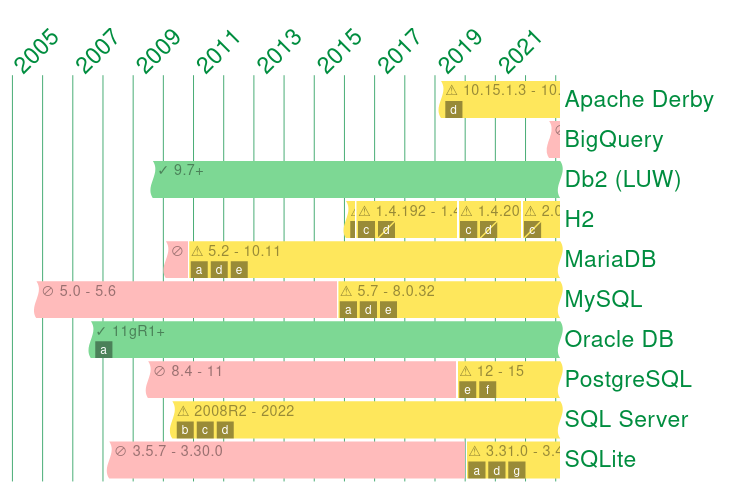 2005 2007 2009 2011 2013 2015 2017 2019 2021
⚠ 10.15.1.3 - 10. Apache Derby
d
BigQuery
✓ 9.7+ Db2 (LUW)
⚠ 1.4.192 - 1.4 ⚠ 1.4.20 ⚠ 2.0 H2
c d c d c
⚠ 5.2 - 10.11 MariaDB
a d e
5.0 - 5.6 ⚠ 5.7 - 8.0.32 MySQL
a d e
✓ 11gR1+ Oracle DB
a
8.4 - 11 ⚠ 12 - 15 PostgreSQL
e f
⚠ 2008R2 - 2022 SQL Server
b c d
3.5.7 - 3.30.0 ⚠ 3.31.0 - 3.4 SQLite
a d g